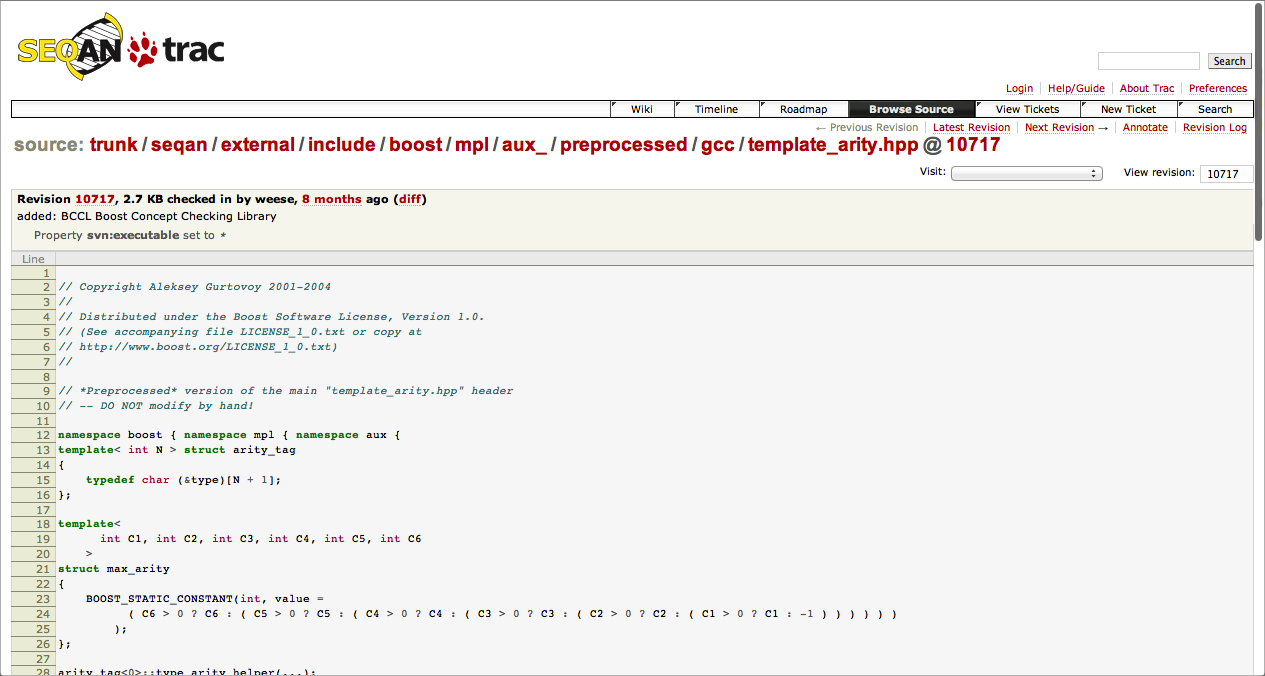 SEQAN trac
Search
Login Help/Guide About Trac Preferences
Wiki Timeline Roadmap Browse Source View Tickets New Ticket Search
← Previous Revision Latest Revision Next Revision → Annotate Revision Log
source: trunk / seqan / external / include / boost / mpl / aux_ / preprocessed / gcc / template_arity.hpp @ 10717
Visit: View revision: 10717
Revision 10717, 2.7 KB checked in by weese, 8 months ago (diff)
added: BCCL Boost Concept Checking Library
Property svn:executable set to *
Line
1
2 // Copyright Aleksey Gurtovoy 2001-2004
3 //
4 // Distributed under the Boost Software License, Version 1.0.
5 // (See accompanying file LICENSE_1_0.txt or copy at
6 // http://www.boost.org/LICENSE_1_0.txt)
7 //
8
9 // *Preprocessed* version of the main "template_arity.hpp" header
10 // -- DO NOT modify by hand!
11
12 namespace boost { namespace mpl { namespace aux {
13 template< int N > struct arity_tag
14 {
15 typedef char (&type)[N + 1];
16 };
17
18 template<
19 int C1, int C2, int C3, int C4, int C5, int C6
20 >
21 struct max_arity
22 {
23 BOOST_STATIC_CONSTANT(int, value =
24 ( C6 > 0 ? C6 : ( C5 > 0 ? C5 : ( C4 > 0 ? C4 : ( C3 > 0 ? C3 : ( C2 > 0 ? C2 : ( C1 > 0 ? C1 : -1 ) ) ) ) ) )
25 );
26 };
27
28 arity_tag<0>::type arity_helper(...);